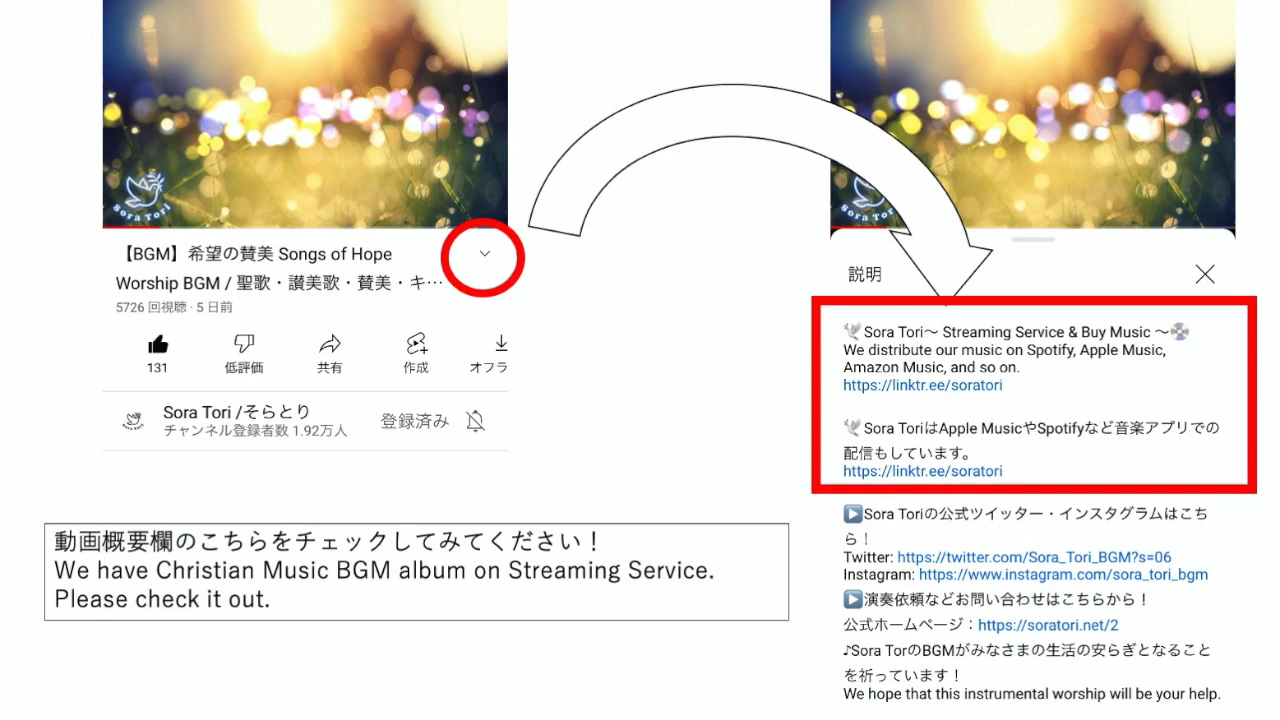 Sora Tori
【BGM】希望の賛美 Songs of Hope
Worship BGM / 聖歌・讃美歌・賛美・キ…
5726 回視聴 · 5 日前
131
低評価
共有
作成
オフラ
Sora Tori /そらとり
チャンネル登録者数 1.92万人
登録済み
動画概要欄のこちらをチェックしてみてください！
We have Christian Music BGM album on Streaming Service.
Please check it out.
Sora To
説明
🕊Sora Tori〜 Streaming Service & Buy Music 〜💿
We distribute our music on Spotify, Apple Music,
Amazon Music, and so on.
https://linktr.ee/soratori
🕊Sora ToriはApple MusicやSpotifyなど音楽アプリでの
配信もしています。
https://linktr.ee/soratori
▶️Sora Toriの公式ツイッター・インスタグラムはこち
ら！
Twitter: https://twitter.com/Sora_Tori_BGM?s=06
Instagram: https://www.instagram.com/sora_tori_bgm
▶️演奏依頼などお問い合わせはこちらから！
公式ホームページ：https://soratori.net/2
♪Sora TorのBGMがみなさまの生活の安らぎとなること
を祈っています！
We hope that this instrumental worship will be your help.